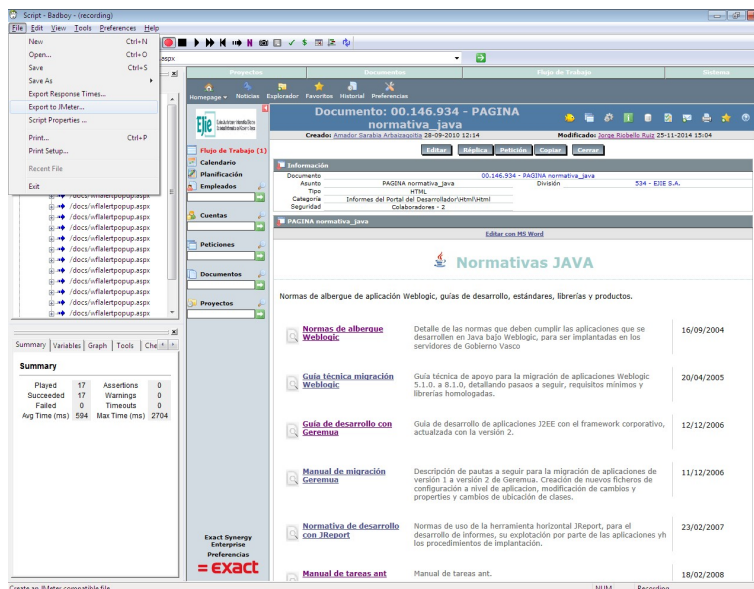 Script - Badboy - (recording)
File Edit View Tools Preferences Help
New Ctrl+N
Open... Ctrl+O
Save Ctrl+S
Save As
Export Response Times...
Export to JMeter...
Script Properties ...
Print... Ctrl+P
Print Setup...
Recent File
Exit
/docs/wflalertpopup.aspx
/docs/wflalertpopup.aspx
/docs/wflalertpopup.aspx
/docs/wflalertpopup.aspx
/docs/wflalertpopup.aspx
/docs/wflalertpopup.aspx
/docs/wflalertpopup.aspx
/docs/wflalertpopup.aspx
/docs/wflalertpopup.aspx
/docs/wflalertpopup.aspx
/docs/wflalertpopup.aspx
Summary Variables Graph Tools Che
Summary
Played 17 Assertions 0
Succeeded 17 Warnings 0
Failed 0 Timeouts 0
Avg Time (ms) 594 Max Time (ms) 2704
Proyectos Documentos Flujo de Trabajo Sistema
Homepage Noticias Explorador Favoritos Historial Preferencias
Ejie
Flujo de Trabajo (1)
Calendario
Planificación
Empleados
Cuentas
Peticiones
Documentos
Proyectos
Exact Synergy
Enterprise
Preferencias
= exact
Documento: 00.146.934 - PAGINA
normativa_java
Creado: Amador Sarabia Arbaizagoitia 28-09-2010 12:14 Modificado: Jorge Riobello Ruiz 25-11-2014 15:04
Editar Réplica Petición Copiar Cerrar
Información
Documento 00.146.934 - PAGINA normativa_java
Asunto PAGINA normativa_java División 534 - EJIE S.A.
Tipo HTML
Categoría Informes del Portal del Desarrollador\Html\Html
Seguridad Colaboradores - 2
PAGINA normativa_java
Editar con MS Word
Normativas JAVA
Normas de albergue de aplicación Weblogic, guías de desarrollo, estándares, librerías y productos.
Normas de albergue Weblogic
Detalle de las normas que deben cumplir las aplicaciones que se
desarrollen en Java bajo Weblogic, para ser implantadas en los
servidores de Gobierno Vasco
16/09/2004
Guía técnica migración Weblogic
Guía técnica de apoyo para la migración de aplicaciones Weblogic
5.1.0. a 8.1.0, detallando pasaos a seguir, requisitos mínimos y
librerías homologadas.
20/04/2005
Guía de desarrollo con Geremua
Guia de desarrollo de aplicaciones J2EE con el framework corporativo,
actualzada con la versión 2.
12/12/2006
Manual de migración Geremua
Descripción de pautas a seguir para la migración de aplicaciones de
versión 1 a versión 2 de Geremua. Creación de nuevos ficheros de
configuración a nivel de aplicacion, modificación de cambios y
properties y cambios de ubicación de clases.
11/12/2006
Normativa de desarrollo con JReport
Normas de uso de la herramienta horizontal JReport, para el
desarrollo de informes, su explotación por parte de las aplicaciones yh
los procedimientos de implantación.
23/02/2007
Manual de tareas ant
Manual de tareas ant.
18/02/2008
Create an JMeter compatible file NUM Recording